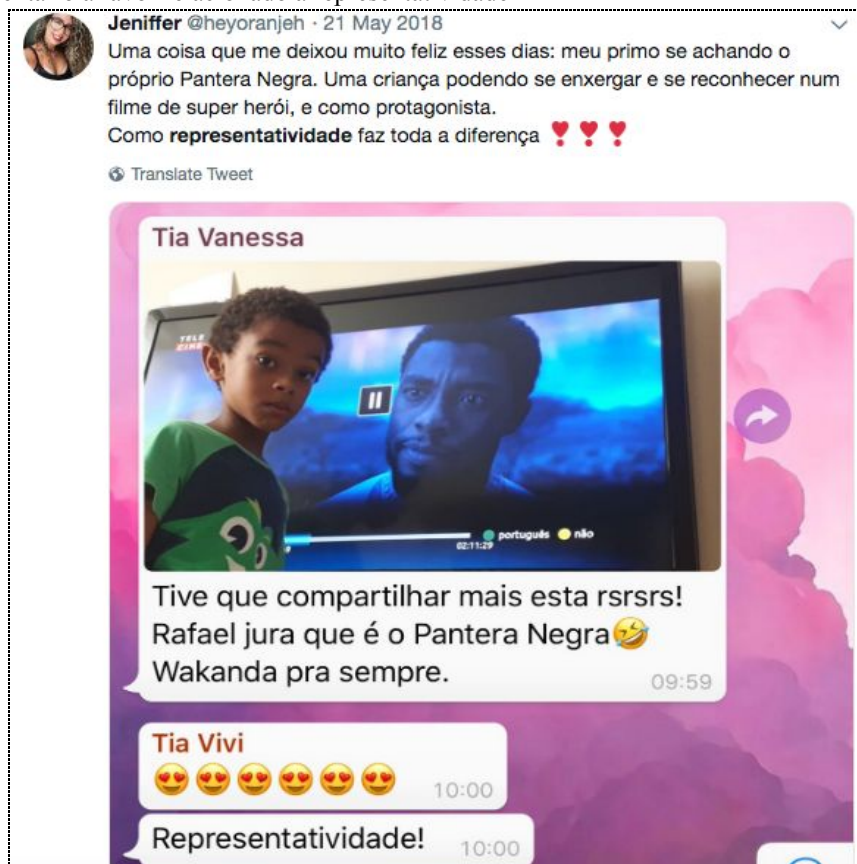 Jeniffer @heyoranjeh · 21 May 2018
Uma coisa que me deixou muito feliz esses dias: meu primo se achando o
próprio Pantera Negra. Uma criança podendo se enxergar e se reconhecer num
filme de super herói, e como protagonista.
Como representatividade faz toda a diferença ❣️❣️❣️
Translate Tweet
Tia Vanessa
TELE
CINE
português não
02:11:29
Tive que compartilhar mais esta rsrsrs!
Rafael jura que é o Pantera Negra🤣
Wakanda pra sempre.
09:59
Tia Vivi
😍😍😍😍😍😍
10:00
Representatividade!
10:00